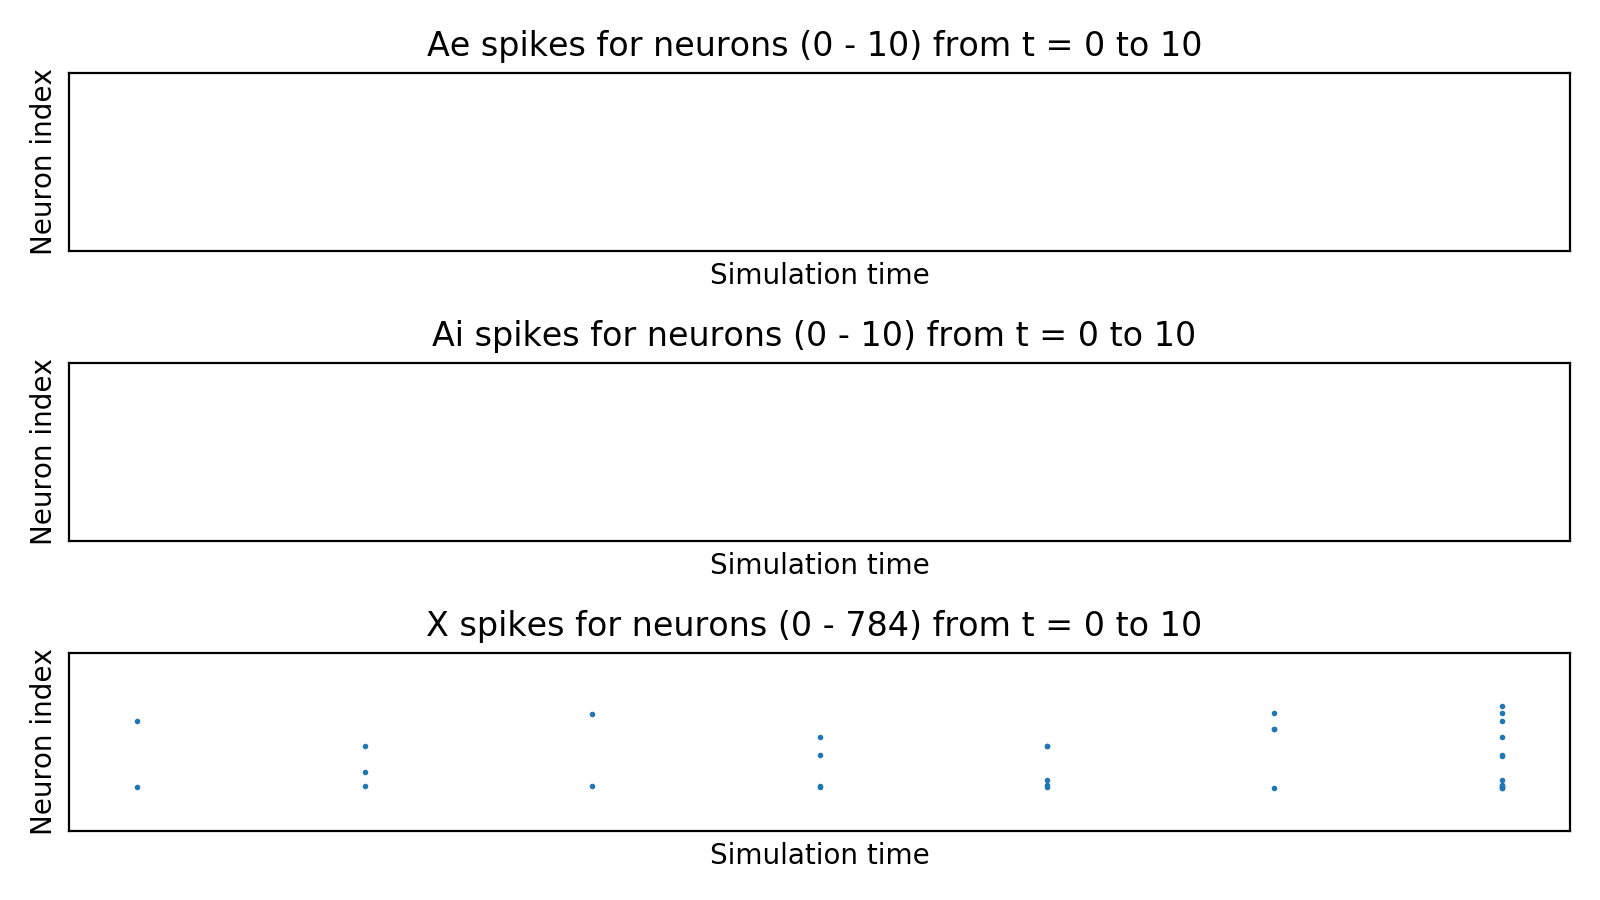 Ae spikes for neurons (0 - 10) from t = 0 to 10
Neuron index
Simulation time
Ai spikes for neurons (0 - 10) from t = 0 to 10
Neuron index
Simulation time
X spikes for neurons (0 - 784) from t = 0 to 10
Neuron index
Simulation time